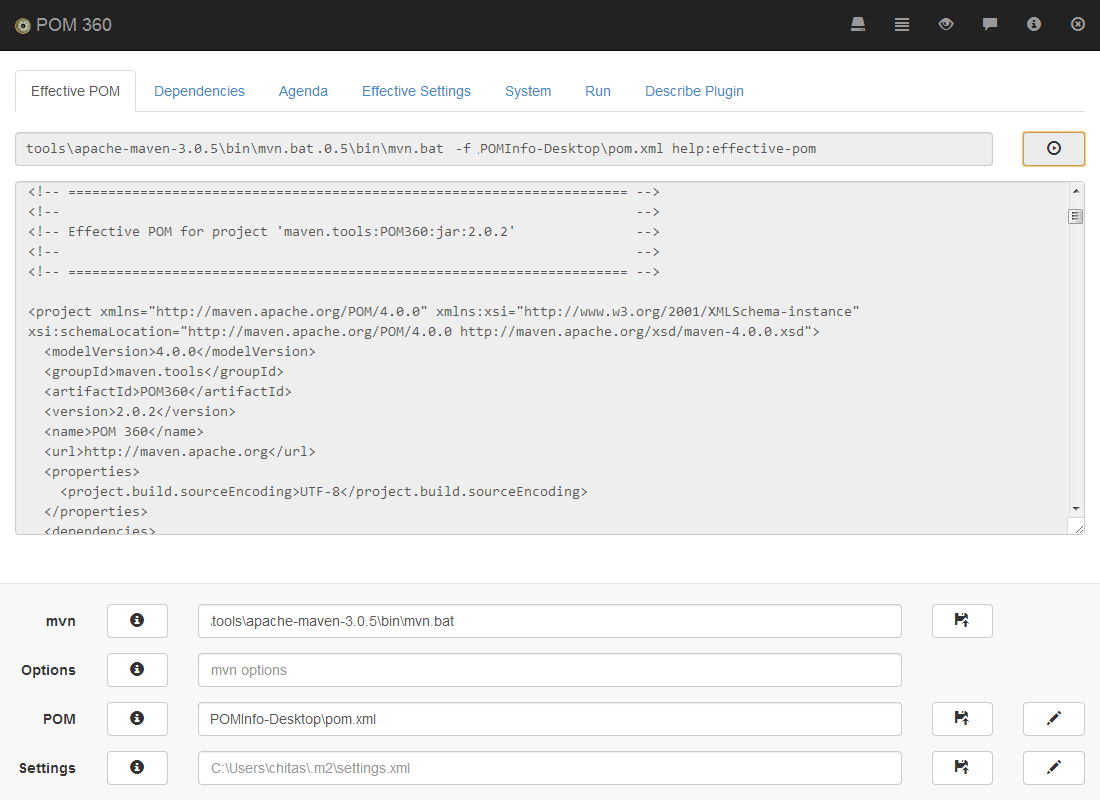 POM 360
Effective POM Dependencies Agenda Effective Settings System Run Describe Plugin
tools\apache-maven-3.0.5\bin\mvn.bat.0.5\bin\mvn.bat -f POMInfo-Desktop\pom.xml help:effective-pom
<!-- ====================================================================== -->
<!-- -->
<!-- Effective POM for project 'maven.tools:POM360:jar:2.0.2' -->
<!-- -->
<!-- ====================================================================== -->
<project xmlns="http://maven.apache.org/POM/4.0.0" xmlns:xsi="http://www.w3.org/2001/XMLSchema-instance"
xsi:schemaLocation="http://maven.apache.org/POM/4.0.0 http://maven.apache.org/xsd/maven-4.0.0.xsd">
<modelVersion>4.0.0</modelVersion>
<groupId>maven.tools</groupId>
<artifactId>POM360</artifactId>
<version>2.0.2</version>
<name>POM 360</name>
<url>http://maven.apache.org</url>
<properties>
<project.build.sourceEncoding>UTF-8</project.build.sourceEncoding>
</properties>
<dependencies>
mvn \tools\apache-maven-3.0.5\bin\mvn.bat
Options mvn options
POM POMInfo-Desktop\pom.xml
Settings C:\Users\chitas\.m2\settings.xml